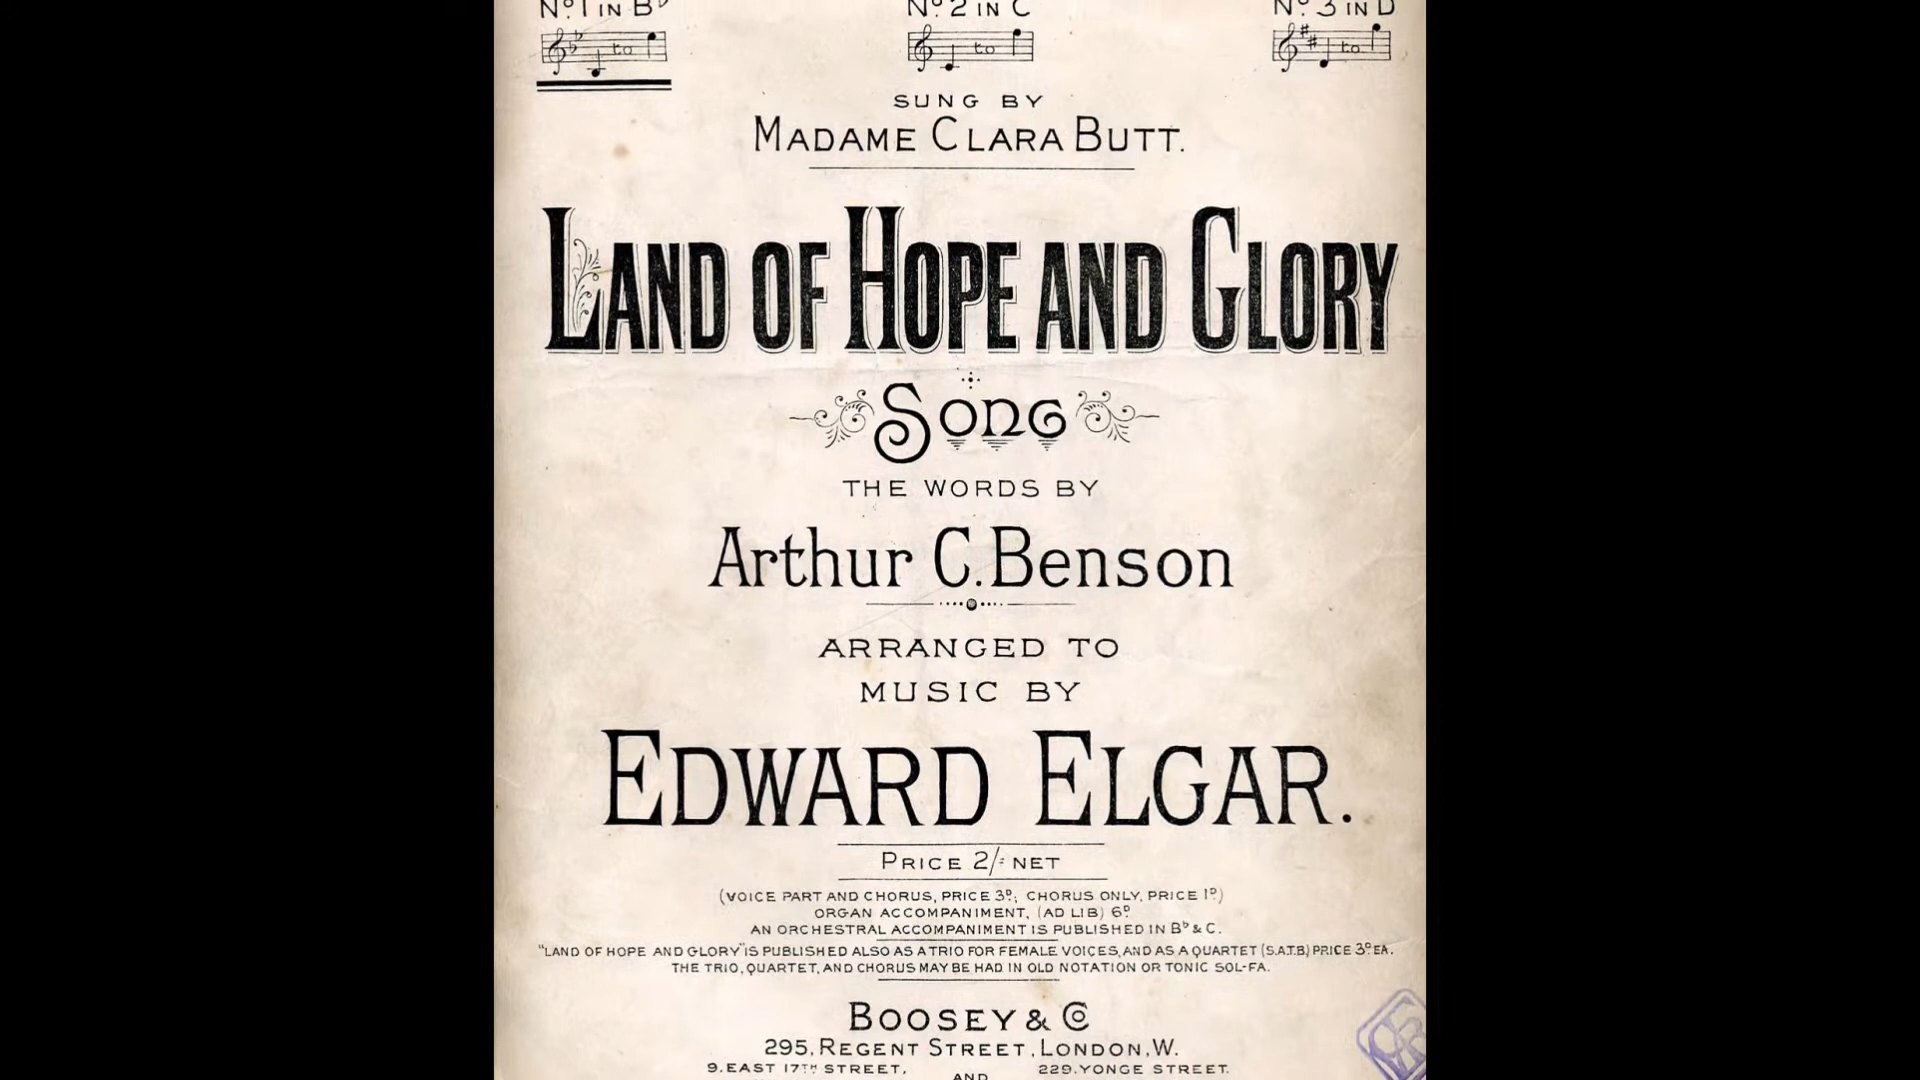 No. 1 IN B♭ No. 2 IN C No. 3 IN D
to to to
SUNG BY
MADAME CLARA BUTT.
LAND OF HOPE AND GLORY
SONG
THE WORDS BY
Arthur C. Benson
ARRANGED TO
MUSIC BY
EDWARD ELGAR.
PRICE 2/- NET
(VOICE PART AND CHORUS, PRICE 3D; CHORUS ONLY, PRICE 1D)
ORGAN ACCOMPANIMENT, (AD LIB) 6D
AN ORCHESTRAL ACCOMPANIMENT IS PUBLISHED IN B♭ & C.
"LAND OF HOPE AND GLORY" IS PUBLISHED ALSO AS A TRIO FOR FEMALE VOICES, AND AS A QUARTET (S.A.T.B.) PRICE 3D EA.
THE TRIO, QUARTET, AND CHORUS MAY BE HAD IN OLD NOTATION OR TONIC SOL-FA.
BOOSEY & Co
295, REGENT STREET, LONDON, W.
9. EAST 17TH STREET, AND 229. YONGE STREET.